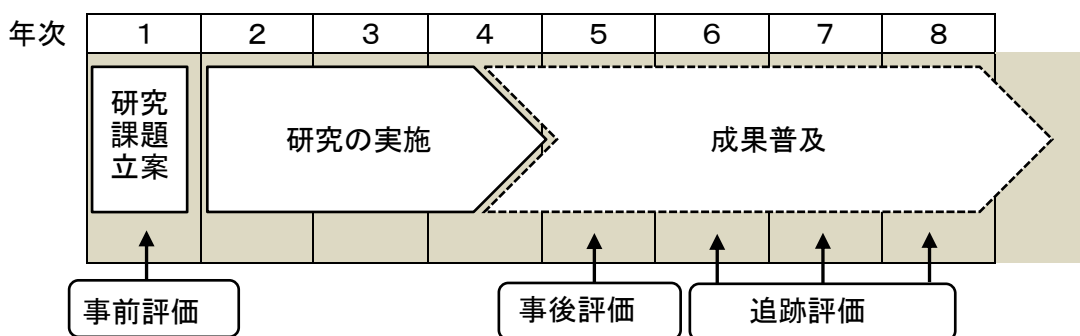 年次 1 2 3 4 5 6 7 8
研究
課題
立案
研究の実施
成果普及
事前評価
事後評価
追跡評価